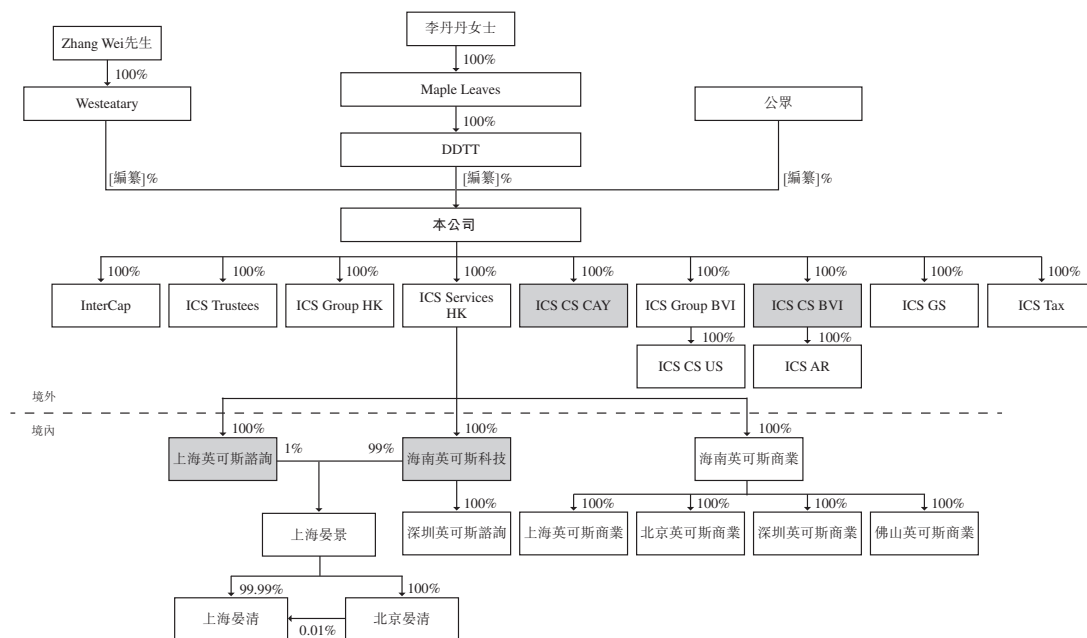 李丹丹女士
Zhang Wei先生
100%
100%
Westeatary
Maple Leaves
公眾
100%
DDTT
[編纂]%
[編纂]%
[編纂]%
本公司
100%
100%
100%
100%
100%
100%
100%
100%
100%
InterCap
ICS Trustees
ICS Group HK
ICS Services
HK
ICS CS CAY
ICS Group BVI
ICS CS BVI
ICS GS
ICS Tax
100%
100%
ICS CS US
ICS AR
境外
境內
100%
100%
100%
上海英可斯諮詢
1%
99%
海南英可斯科技
海南英可斯商業
100%
100%
100%
100%
100%
上海晏景
深圳英可斯諮詢
上海英可斯商業
北京英可斯商業
深圳英可斯商業
佛山英可斯商業
99.99%
100%
上海晏清
0.01%
北京晏清